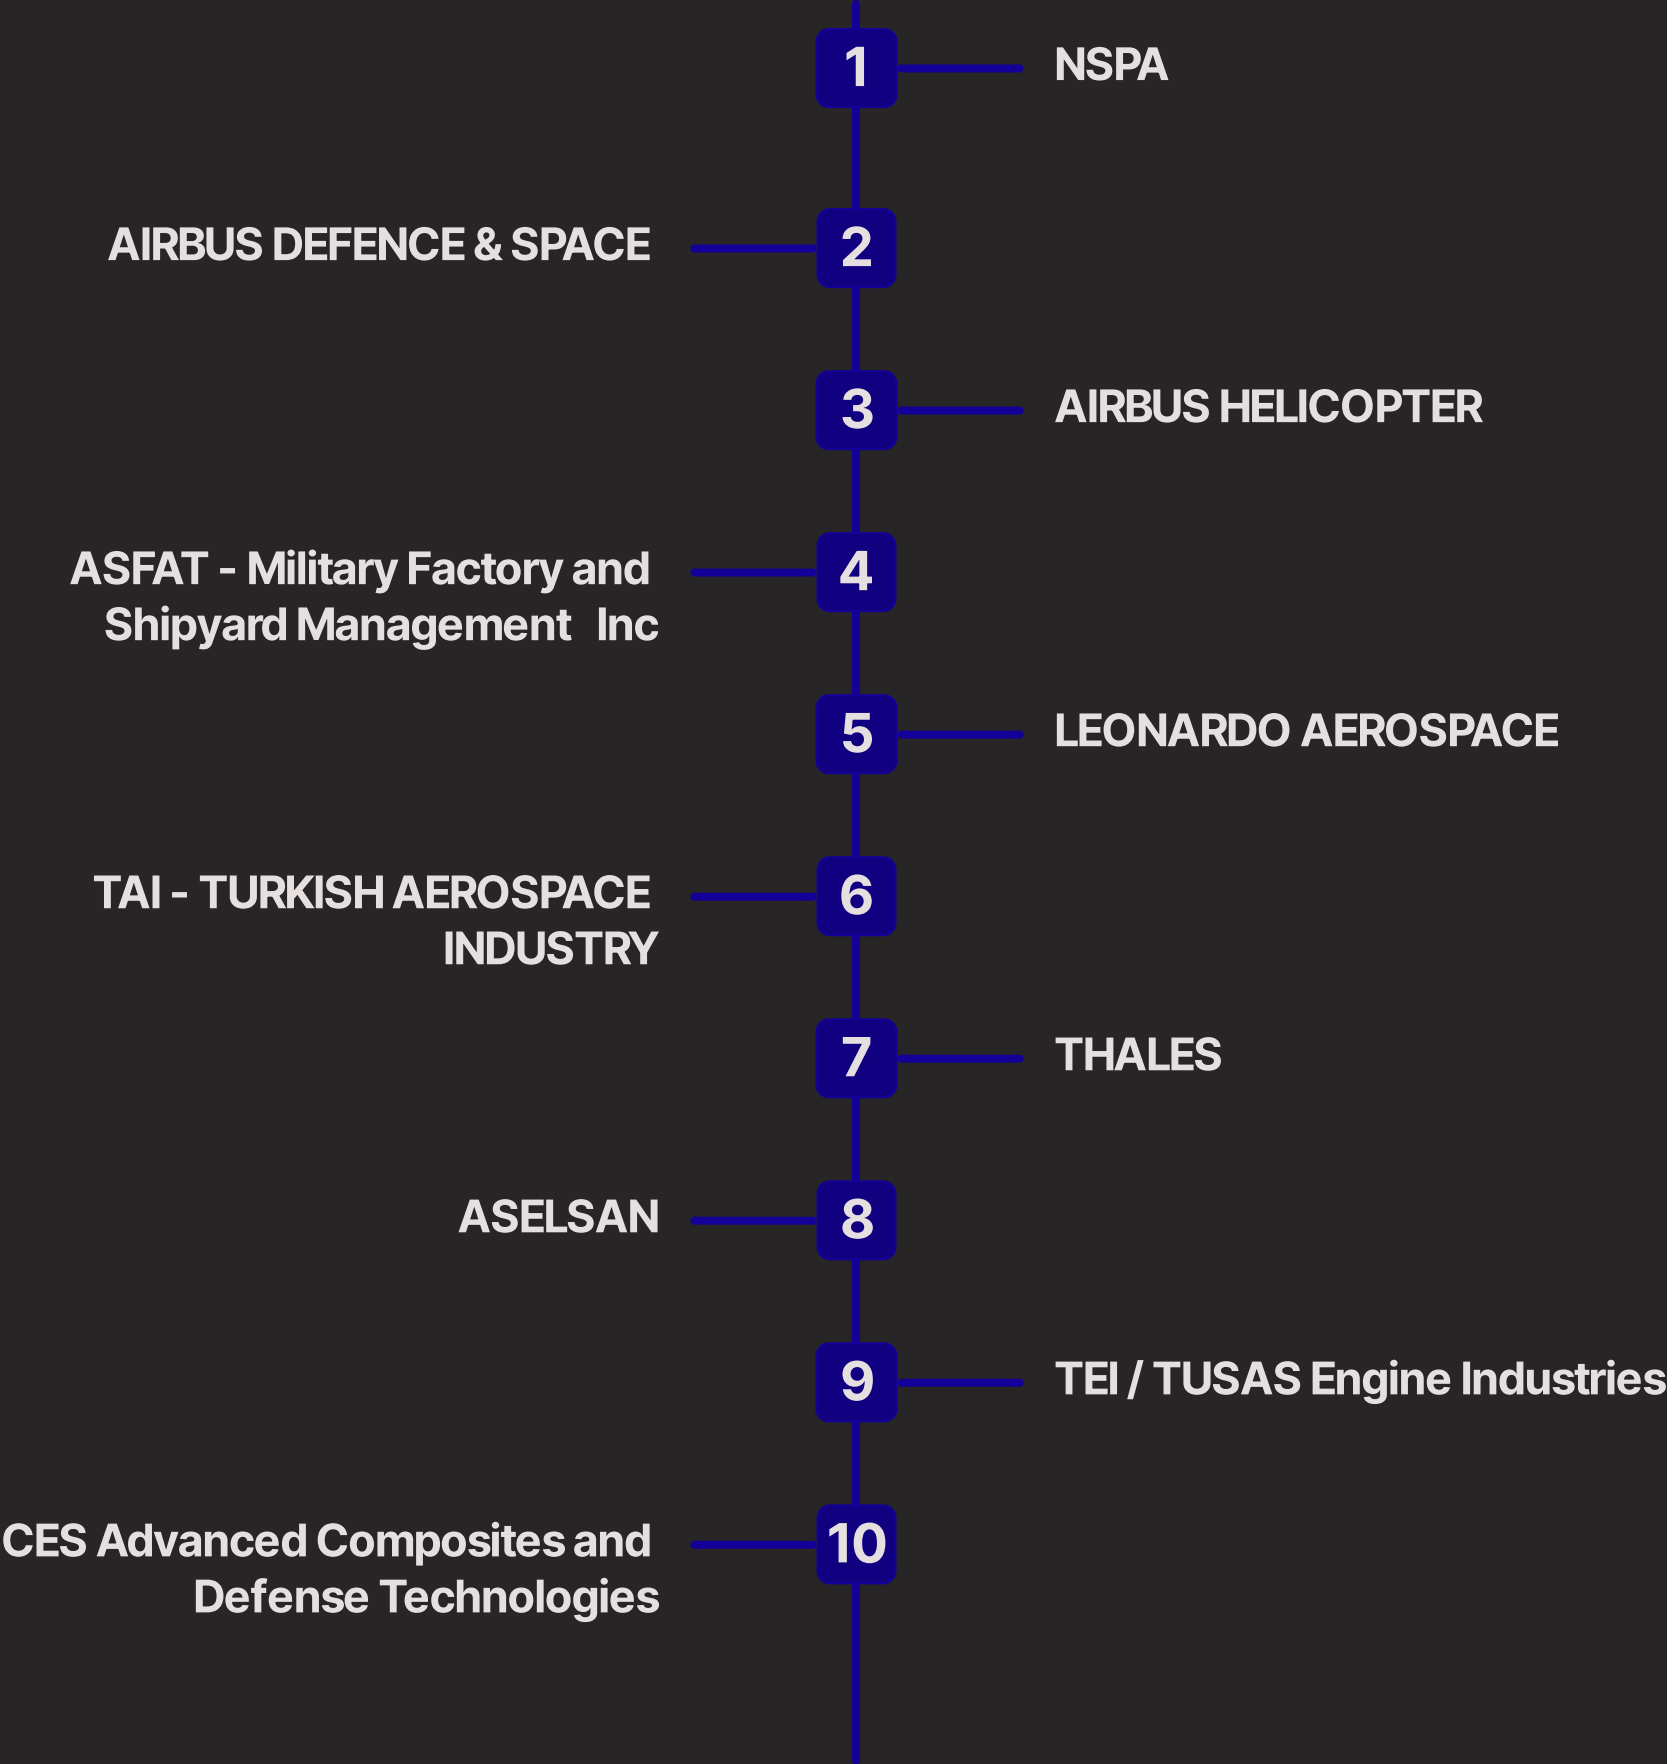 1
NSPA
AIRBUS DEFENCE & SPACE
2
3
AIRBUS HELICOPTER
ASFAT - Military Factory and
Shipyard Management Inc
4
5
LEONARDO AEROSPACE
TAI - TURKISH AEROSPACE
INDUSTRY
6
7
THALES
ASELSAN
8
9
TEI / TUSAS Engine Industries
CES Advanced Composites and
Defense Technologies
10